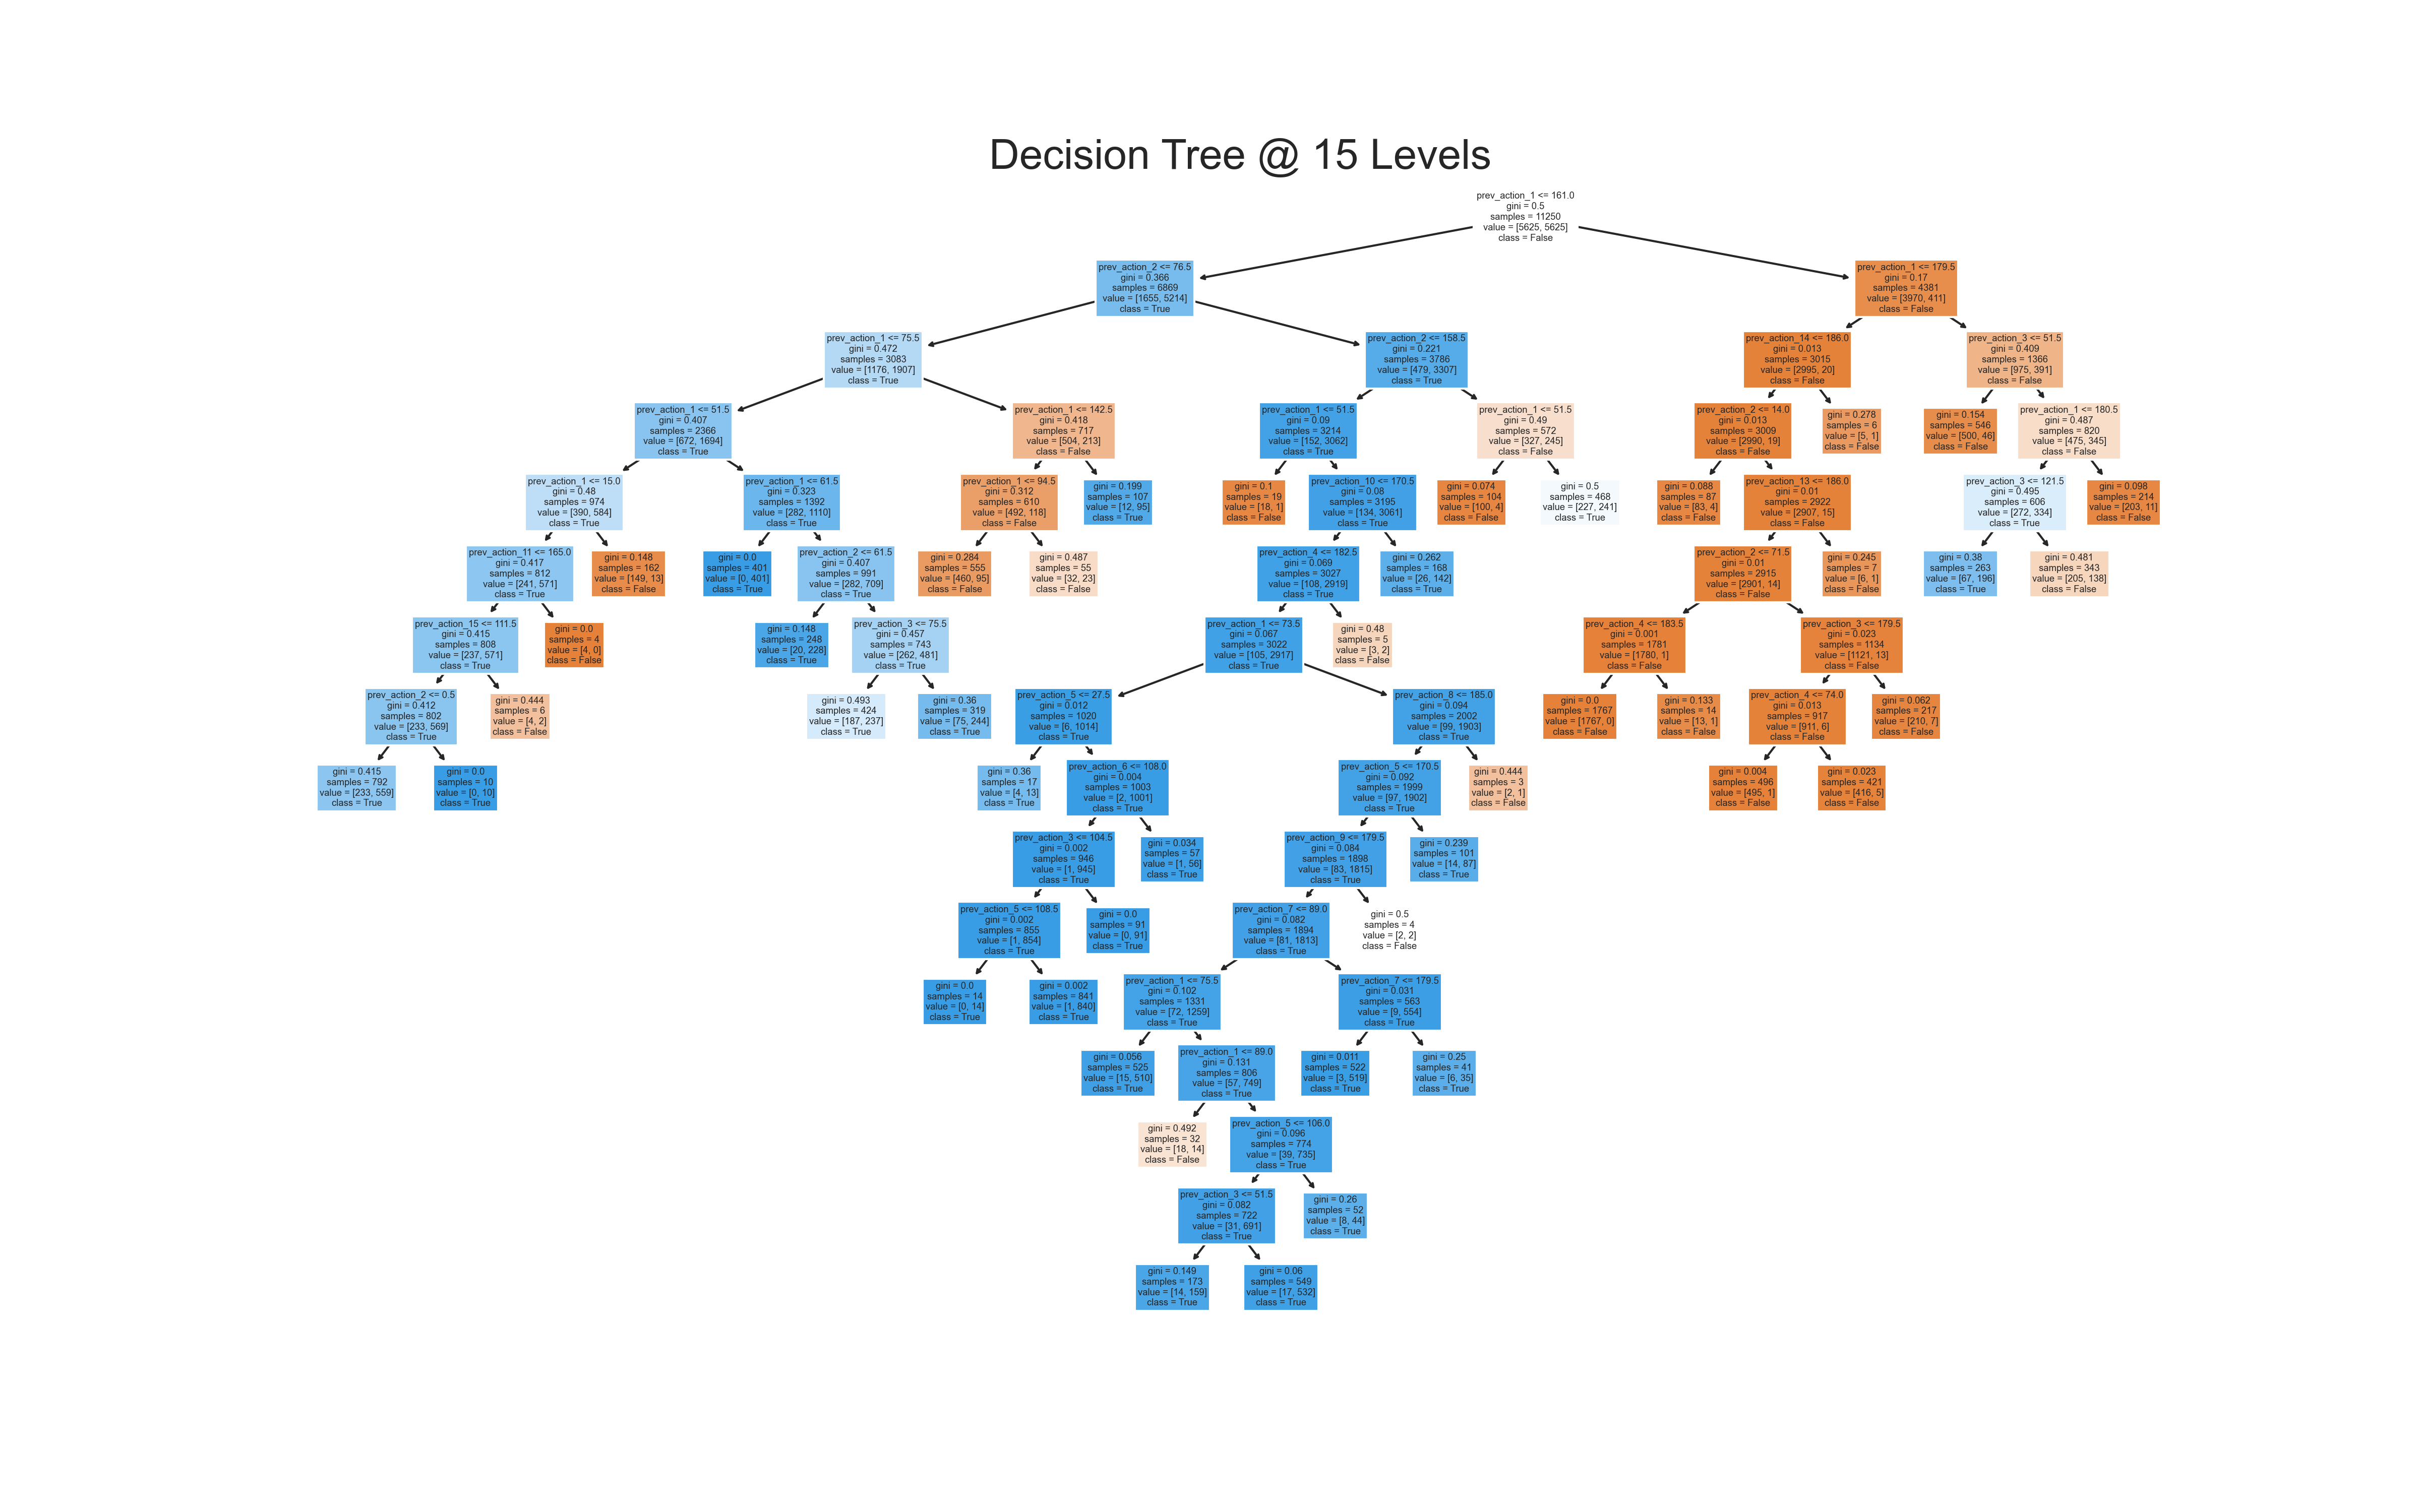 Decision Tree @ 15 Levels
prev_action_1 <= 161.0
gini = 0.5
samples = 11250
value = [5625, 5625]
class = False
prev_action_2 <= 76.5
gini = 0.366
samples = 6869
value = [1655, 5214]
class = True
prev_action_1 <= 179.5
gini = 0.17
samples = 4381
value = [3970, 411]
class = False
prev_action_1 <= 75.5
gini = 0.472
samples = 3083
value = [1176, 1907]
class = True
prev_action_2 <= 158.5
gini = 0.221
samples = 3786
value = [479, 3307]
class = True
prev_action_14 <= 186.0
gini = 0.013
samples = 3015
value = [2995, 20]
class = False
prev_action_3 <= 51.5
gini = 0.409
samples = 1366
value = [975, 391]
class = False
prev_action_1 <= 51.5
gini = 0.407
samples = 2366
value = [672, 1694]
class = True
prev_action_1 <= 142.5
gini = 0.418
samples = 717
value = [504, 213]
class = False
prev_action_1 <= 51.5
gini = 0.09
samples = 3214
value = [152, 3062]
class = True
prev_action_1 <= 51.5
gini = 0.49
samples = 572
value = [327, 245]
class = False
prev_action_2 <= 14.0
gini = 0.013
samples = 3009
value = [2990, 19]
class = False
gini = 0.278
samples = 6
value = [5, 1]
class = False
gini = 0.154
samples = 546
value = [500, 46]
class = False
prev_action_1 <= 180.5
gini = 0.487
samples = 820
value = [475, 345]
class = False
prev_action_1 <= 15.0
gini = 0.48
samples = 974
value = [390, 584]
class = True
prev_action_1 <= 61.5
gini = 0.323
samples = 1392
value = [282, 1110]
class = True
prev_action_1 <= 94.5
gini = 0.312
samples = 610
value = [492, 118]
class = False
gini = 0.199
samples = 107
value = [12, 95]
class = True
gini = 0.1
samples = 19
value = [18, 1]
class = False
prev_action_10 <= 170.5
gini = 0.08
samples = 3195
value = [134, 3061]
class = True
gini = 0.074
samples = 104
value = [100, 4]
class = False
gini = 0.5
samples = 468
value = [227, 241]
class = True
gini = 0.088
samples = 87
value = [83, 4]
class = False
prev_action_13 <= 186.0
gini = 0.01
samples = 2922
value = [2907, 15]
class = False
prev_action_3 <= 121.5
gini = 0.495
samples = 606
value = [272, 334]
class = True
gini = 0.098
samples = 214
value = [203, 11]
class = False
prev_action_11 <= 165.0
gini = 0.417
samples = 812
value = [241, 571]
class = True
gini = 0.148
samples = 162
value = [149, 13]
class = False
gini = 0.0
samples = 401
value = [0, 401]
class = True
prev_action_2 <= 61.5
gini = 0.407
samples = 991
value = [282, 709]
class = True
gini = 0.284
samples = 555
value = [460, 95]
class = False
gini = 0.487
samples = 55
value = [32, 23]
class = False
prev_action_4 <= 182.5
gini = 0.069
samples = 3027
value = [108, 2919]
class = True
gini = 0.262
samples = 168
value = [26, 142]
class = True
prev_action_2 <= 71.5
gini = 0.01
samples = 2915
value = [2901, 14]
class = False
gini = 0.245
samples = 7
value = [6, 1]
class = False
gini = 0.38
samples = 263
value = [67, 196]
class = True
gini = 0.481
samples = 343
value = [205, 138]
class = False
prev_action_15 <= 111.5
gini = 0.415
samples = 808
value = [237, 571]
class = True
gini = 0.0
samples = 4
value = [4, 0]
class = False
gini = 0.148
samples = 248
value = [20, 228]
class = True
prev_action_3 <= 75.5
gini = 0.457
samples = 743
value = [262, 481]
class = True
prev_action_1 <= 73.5
gini = 0.067
samples = 3022
value = [105, 2917]
class = True
gini = 0.48
samples = 5
value = [3, 2]
class = False
prev_action_4 <= 183.5
gini = 0.001
samples = 1781
value = [1780, 1]
class = False
prev_action_3 <= 179.5
gini = 0.023
samples = 1134
value = [1121, 13]
class = False
prev_action_2 <= 0.5
gini = 0.412
samples = 802
value = [233, 569]
class = True
gini = 0.444
samples = 6
value = [4, 2]
class = False
gini = 0.493
samples = 424
value = [187, 237]
class = True
gini = 0.36
samples = 319
value = [75, 244]
class = True
prev_action_5 <= 27.5
gini = 0.012
samples = 1020
value = [6, 1014]
class = True
prev_action_8 <= 185.0
gini = 0.094
samples = 2002
value = [99, 1903]
class = True
gini = 0.0
samples = 1767
value = [1767, 0]
class = False
gini = 0.133
samples = 14
value = [13, 1]
class = False
prev_action_4 <= 74.0
gini = 0.013
samples = 917
value = [911, 6]
class = False
gini = 0.062
samples = 217
value = [210, 7]
class = False
gini = 0.415
samples = 792
value = [233, 559]
class = True
gini = 0.0
samples = 10
value = [0, 10]
class = True
gini = 0.36
samples = 17
value = [4, 13]
class = True
prev_action_6 <= 108.0
gini = 0.004
samples = 1003
value = [2, 1001]
class = True
prev_action_5 <= 170.5
gini = 0.092
samples = 1999
value = [97, 1902]
class = True
gini = 0.444
samples = 3
value = [2, 1]
class = False
gini = 0.004
samples = 496
value = [495, 1]
class = False
gini = 0.023
samples = 421
value = [416, 5]
class = False
prev_action_3 <= 104.5
gini = 0.002
samples = 946
value = [1, 945]
class = True
gini = 0.034
samples = 57
value = [1, 56]
class = True
prev_action_9 <= 179.5
gini = 0.084
samples = 1898
value = [83, 1815]
class = True
gini = 0.239
samples = 101
value = [14, 87]
class = True
prev_action_5 <= 108.5
gini = 0.002
samples = 855
value = [1, 854]
class = True
gini = 0.0
samples = 91
value = [0, 91]
class = True
prev_action_7 <= 89.0
gini = 0.082
samples = 1894
value = [81, 1813]
class = True
gini = 0.5
samples = 4
value = [2, 2]
class = False
gini = 0.0
samples = 14
value = [0, 14]
class = True
gini = 0.002
samples = 841
value = [1, 840]
class = True
prev_action_1 <= 75.5
gini = 0.102
samples = 1331
value = [72, 1259]
class = True
prev_action_7 <= 179.5
gini = 0.031
samples = 563
value = [9, 554]
class = True
gini = 0.056
samples = 525
value = [15, 510]
class = True
prev_action_1 <= 89.0
gini = 0.131
samples = 806
value = [57, 749]
class = True
gini = 0.011
samples = 522
value = [3, 519]
class = True
gini = 0.25
samples = 41
value = [6, 35]
class = True
gini = 0.492
samples = 32
value = [18, 14]
class = False
prev_action_5 <= 106.0
gini = 0.096
samples = 774
value = [39, 735]
class = True
prev_action_3 <= 51.5
gini = 0.082
samples = 722
value = [31, 691]
class = True
gini = 0.26
samples = 52
value = [8, 44]
class = True
gini = 0.149
samples = 173
value = [14, 159]
class = True
gini = 0.06
samples = 549
value = [17, 532]
class = True